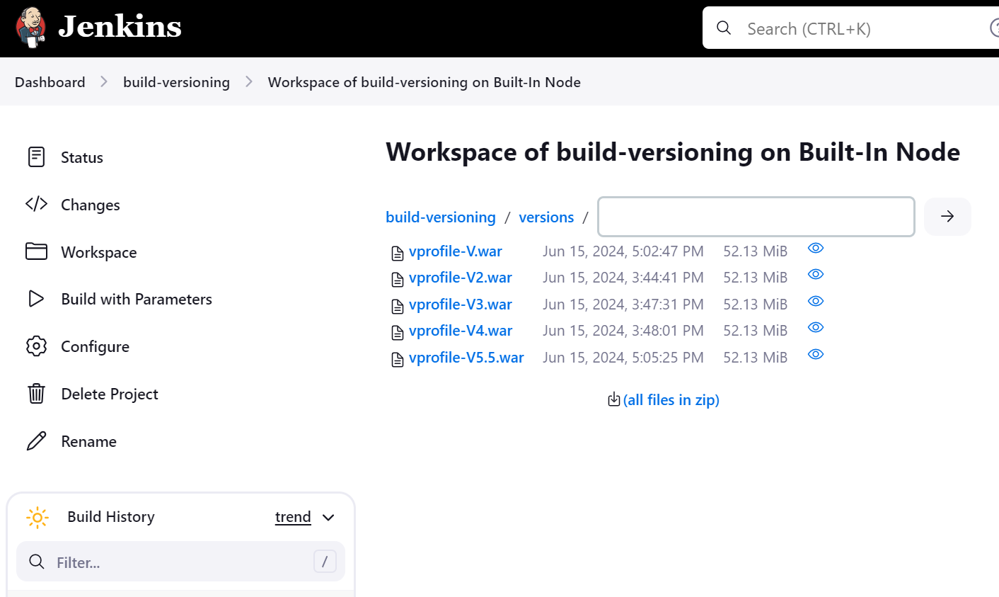 Jenkins
Search (CTRL+K)
Dashboard > build-versioning > Workspace of build-versioning on Built-In Node
Status
Changes
Workspace
Build with Parameters
Configure
Delete Project
Rename
Build History trend
Filter... /
Workspace of build-versioning on Built-In Node
build-versioning / versions /
vprofile-V.war Jun 15, 2024, 5:02:47 PM 52.13 MiB
vprofile-V2.war Jun 15, 2024, 3:44:41 PM 52.13 MiB
vprofile-V3.war Jun 15, 2024, 3:47:31 PM 52.13 MiB
vprofile-V4.war Jun 15, 2024, 3:48:01 PM 52.13 MiB
vprofile-V5.5.war Jun 15, 2024, 5:05:25 PM 52.13 MiB
(all files in zip)